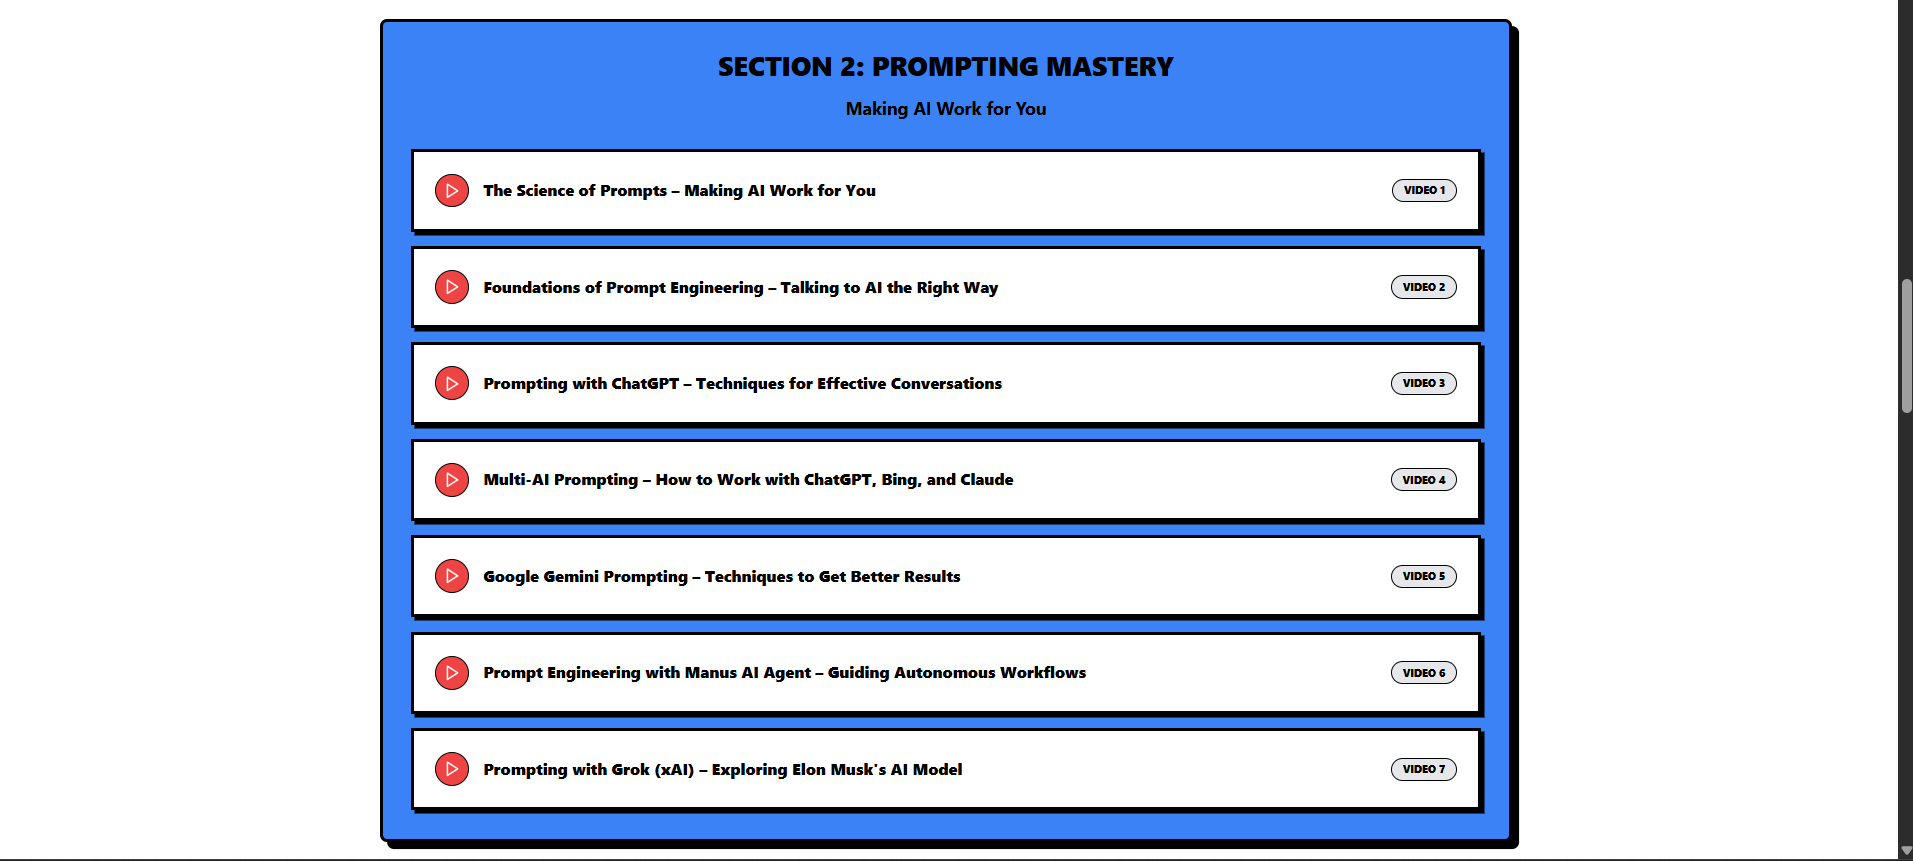 SECTION 2: PROMPTING MASTERY
Making AI Work for You
The Science of Prompts – Making AI Work for You
VIDEO 1
Foundations of Prompt Engineering – Talking to AI the Right Way
VIDEO 2
Prompting with ChatGPT – Techniques for Effective Conversations
VIDEO 3
Multi-AI Prompting – How to Work with ChatGPT, Bing, and Claude
VIDEO 4
Google Gemini Prompting – Techniques to Get Better Results
VIDEO 5
Prompt Engineering with Manus AI Agent – Guiding Autonomous Workflows
VIDEO 6
Prompting with Grok (xAI) – Exploring Elon Musk's AI Model
VIDEO 7